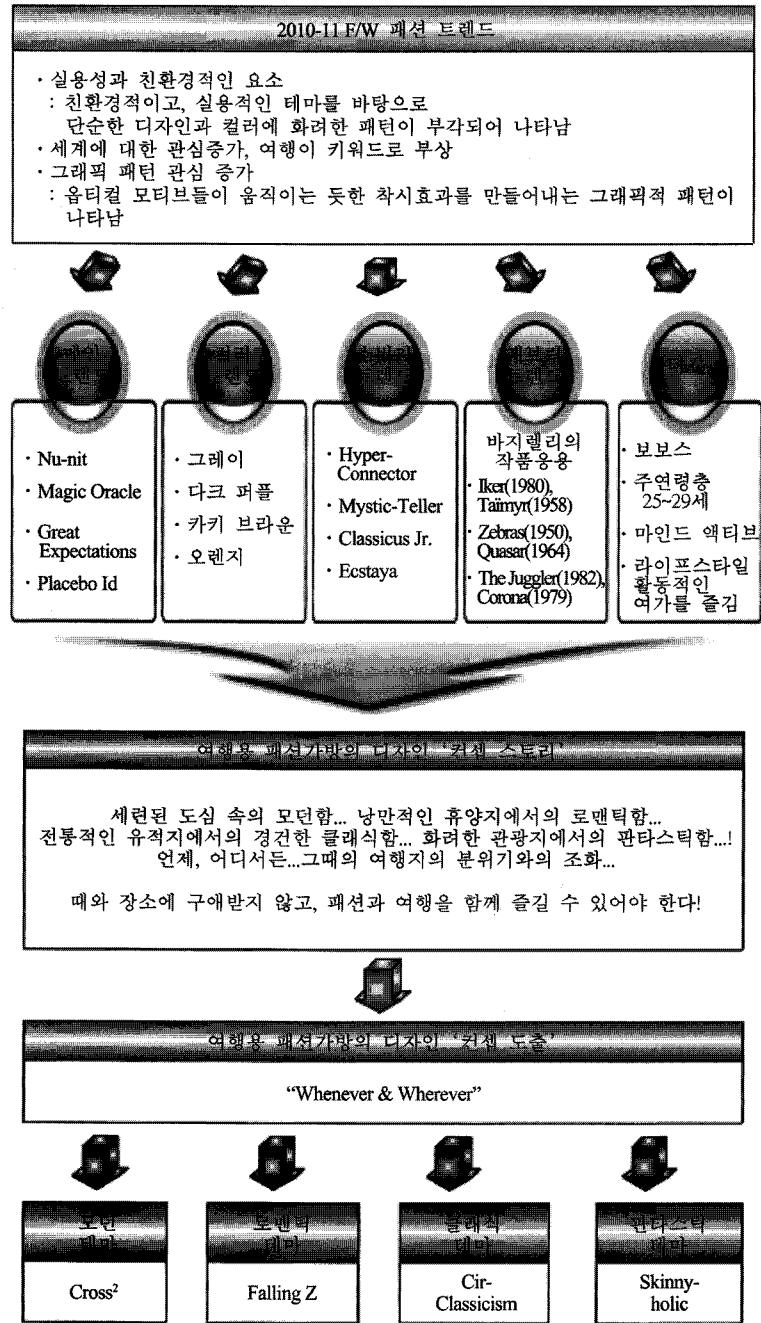 2010-11 F/W 패션 트렌드
· 실용성과 친환경적인 요소
: 친환경적이고, 실용적인 테마를 바탕으로
단순한 디자인과 컬러에 화려한 패턴이 부각되어 나타남
· 세계에 대한 관심증가, 여행이 키워드로 부상
· 그래픽 패턴 관심 증가
: 옵티컬 모티브들이 움직이는 듯한 착시효과를 만들어내는 그래픽적 패턴이
나타남
· Nu-nit
· Magic Oracle
· Great
Expectations
· Placebo Id
· 그레이
· 다크 퍼플
· 카키 브라운
· 오렌지
· Hyper-
Connector
· Mystic-Teller
· Classicus Jr.
· Ecstaya
바지렐리의
작품응용
· Iker(1980),
Taïmyr(1958)
· Zebras(1950),
Quasar(1964)
· The Juggler(1982),
Corona(1979)
· 보보스
· 주연령층
25~29세
· 마인드 액티브
· 라이프스타일
활동적인
여가를 즐김
여행용 패션가방의 디자인 ‘컨셉 스토리’
세련된 도심 속의 모던함... 낭만적인 휴양지에서의 로맨틱함...
전통적인 유적지에서의 경건한 클래식함... 화려한 관광지에서의 판타스틱함...!
언제, 어디서든...그때의 여행지의 분위기와의 조화...
때와 장소에 구애받지 않고, 패션과 여행을 함께 즐길 수 있어야 한다!
여행용 패션가방의 디자인 ‘컨셉 도출’
“Whenever & Wherever”
모던
테마
로맨틱
테마
클래식
테마
판타스틱
테마
Cross²
Falling Z
Cir-
Classicism
Skinny-
holic